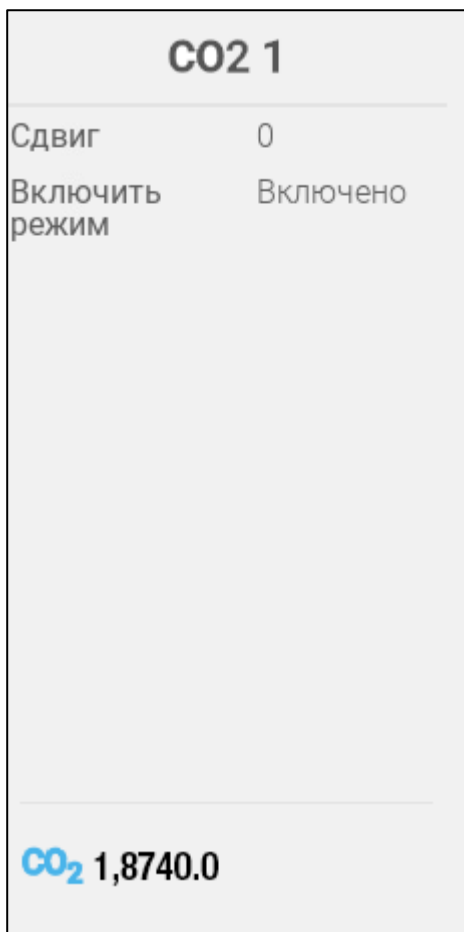 CO2 1
Сдвиг 0
Включить Включено
режим
CO₂ 1,8740.0